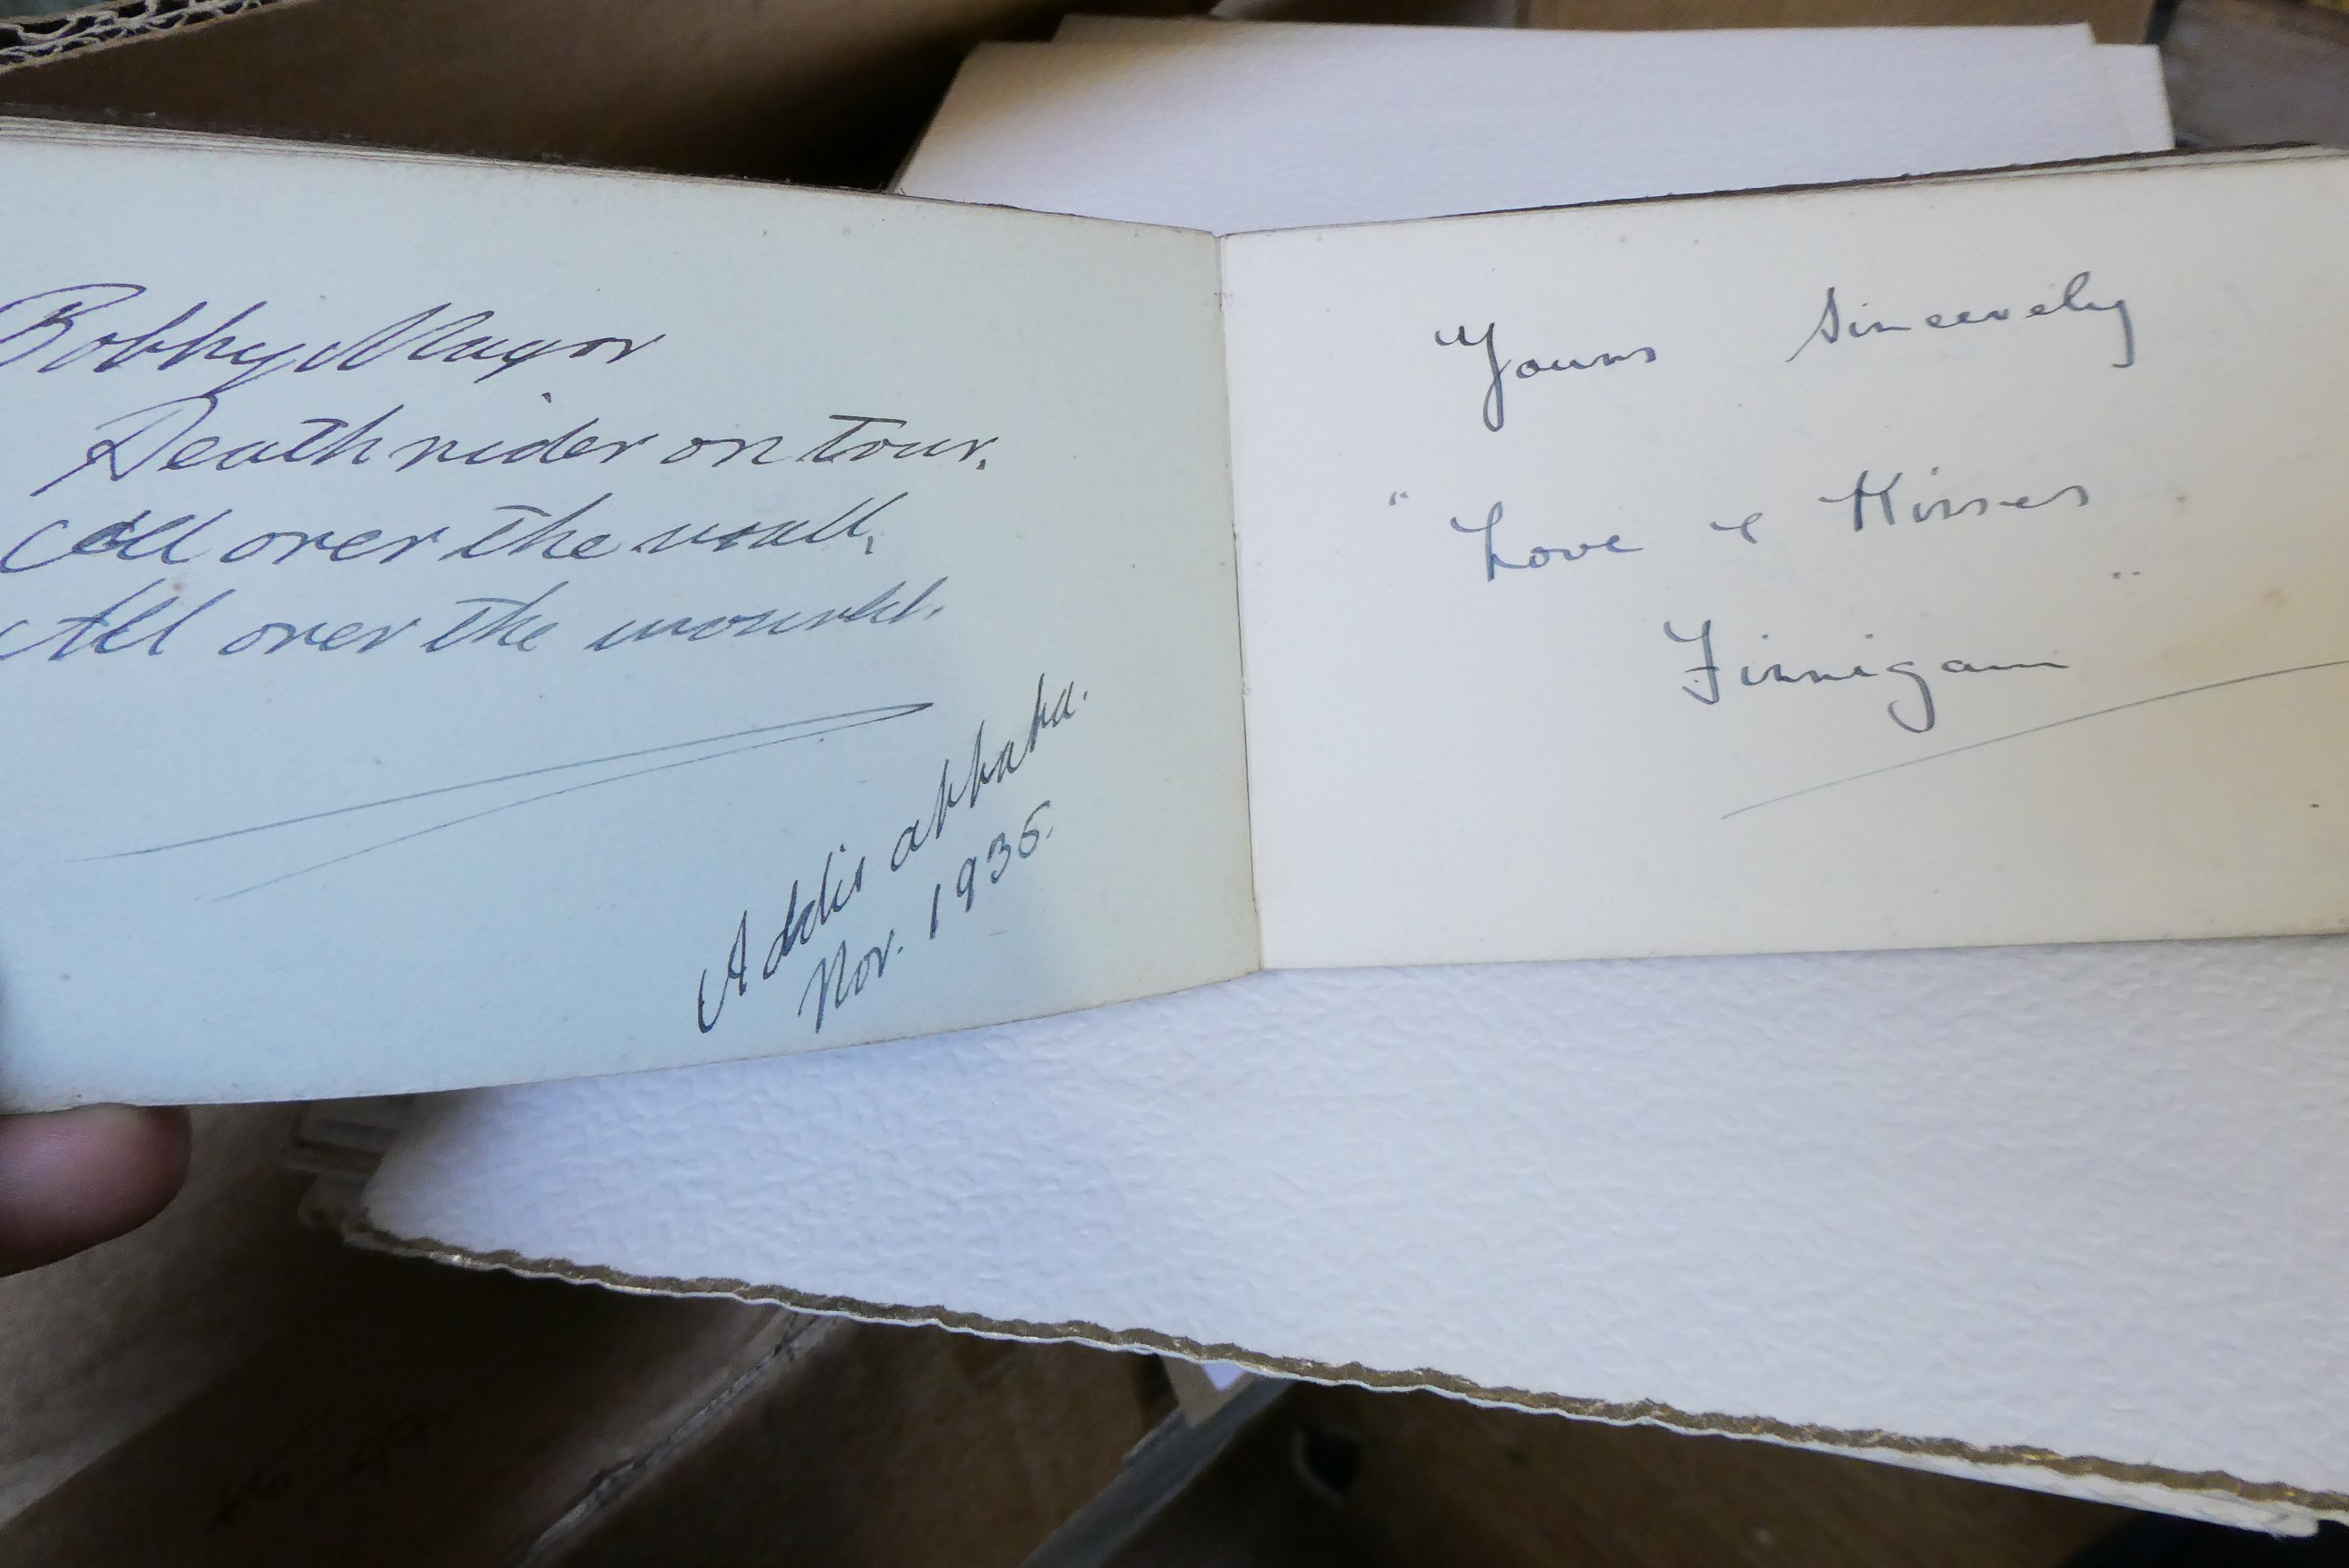 Bobby Mayor
Death rider on tour.
All over the wall,
All over the wourld.
Addis abbaba.
Nov. 1936.
Yours Sincerely
"Love & Kisses"
Finnigan